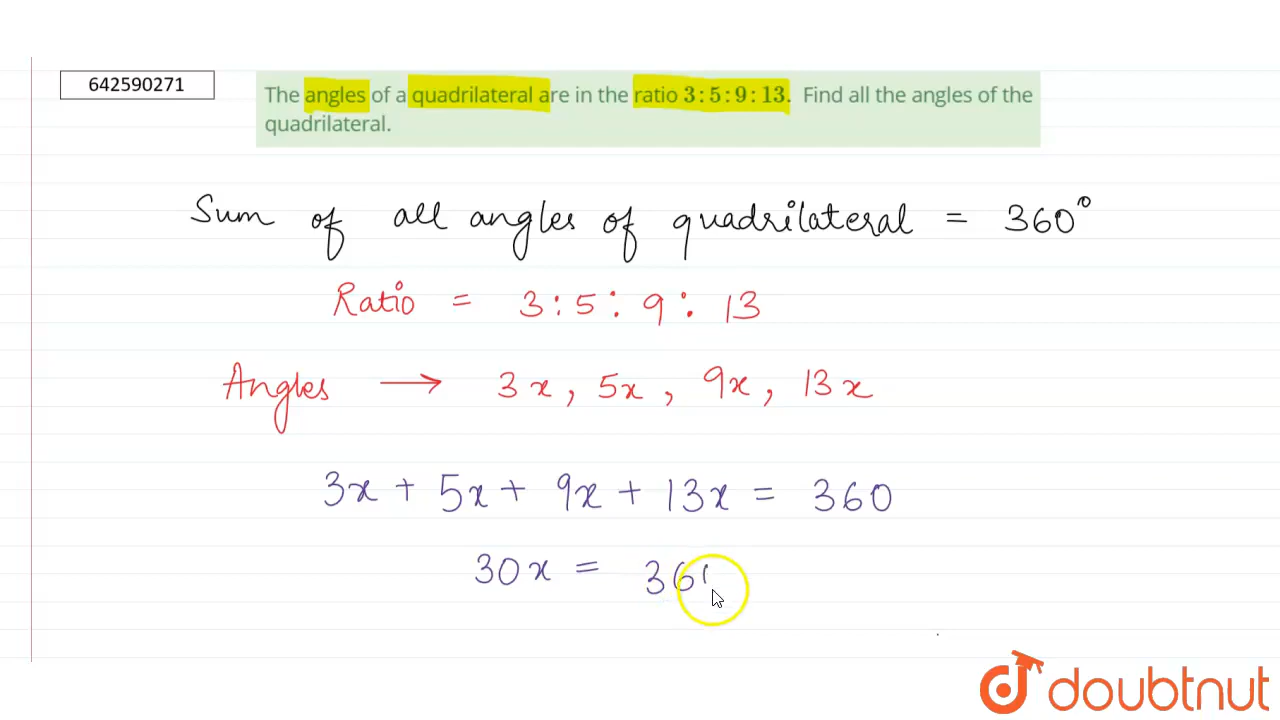 642590271
The angles of a quadrilateral are in the ratio 3 : 5 : 9 : 13. Find all the angles of the
quadrilateral.
Sum of all angles of quadrilateral = 360°
Ratio = 3 : 5 : 9 : 13
Angles → 3x, 5x, 9x, 13x
3x + 5x + 9x + 13x = 360
30x = 36
doubtnut